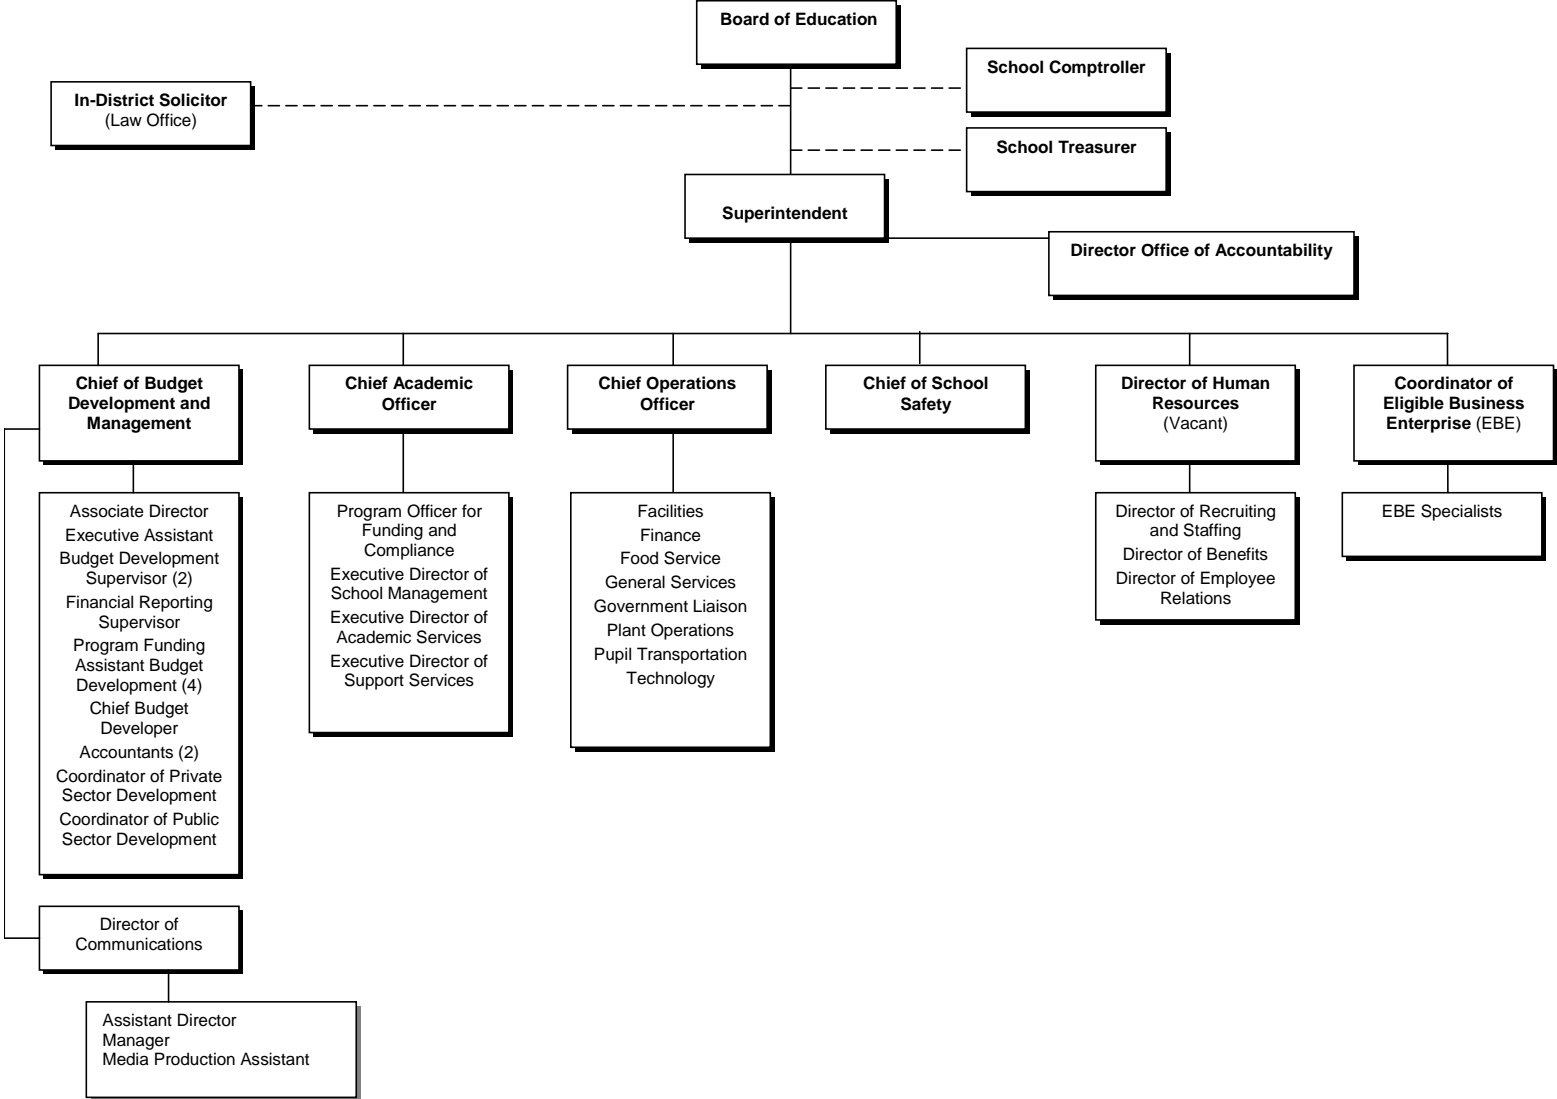 Board of Education
School Comptroller
In-District Solicitor
(Law Office)
School Treasurer
Superintendent
Director Office of Accountability
Chief of Budget
Development and
Management
Chief Academic
Officer
Chief Operations
Officer
Chief of School
Safety
Director of Human
Resources
(Vacant)
Coordinator of
Eligible Business
Enterprise (EBE)
Associate Director
Executive Assistant
Budget Development
Supervisor (2)
Financial Reporting
Supervisor
Program Funding
Assistant Budget
Development (4)
Chief Budget
Developer
Accountants (2)
Coordinator of Private
Sector Development
Coordinator of Public
Sector Development
Program Officer for
Funding and
Compliance
Executive Director of
School Management
Executive Director of
Academic Services
Executive Director of
Support Services
Facilities
Finance
Food Service
General Services
Government Liaison
Plant Operations
Pupil Transportation
Technology
Director of Recruiting
and Staffing
Director of Benefits
Director of Employee
Relations
EBE Specialists
Director of
Communications
Assistant Director
Manager
Media Production Assistant